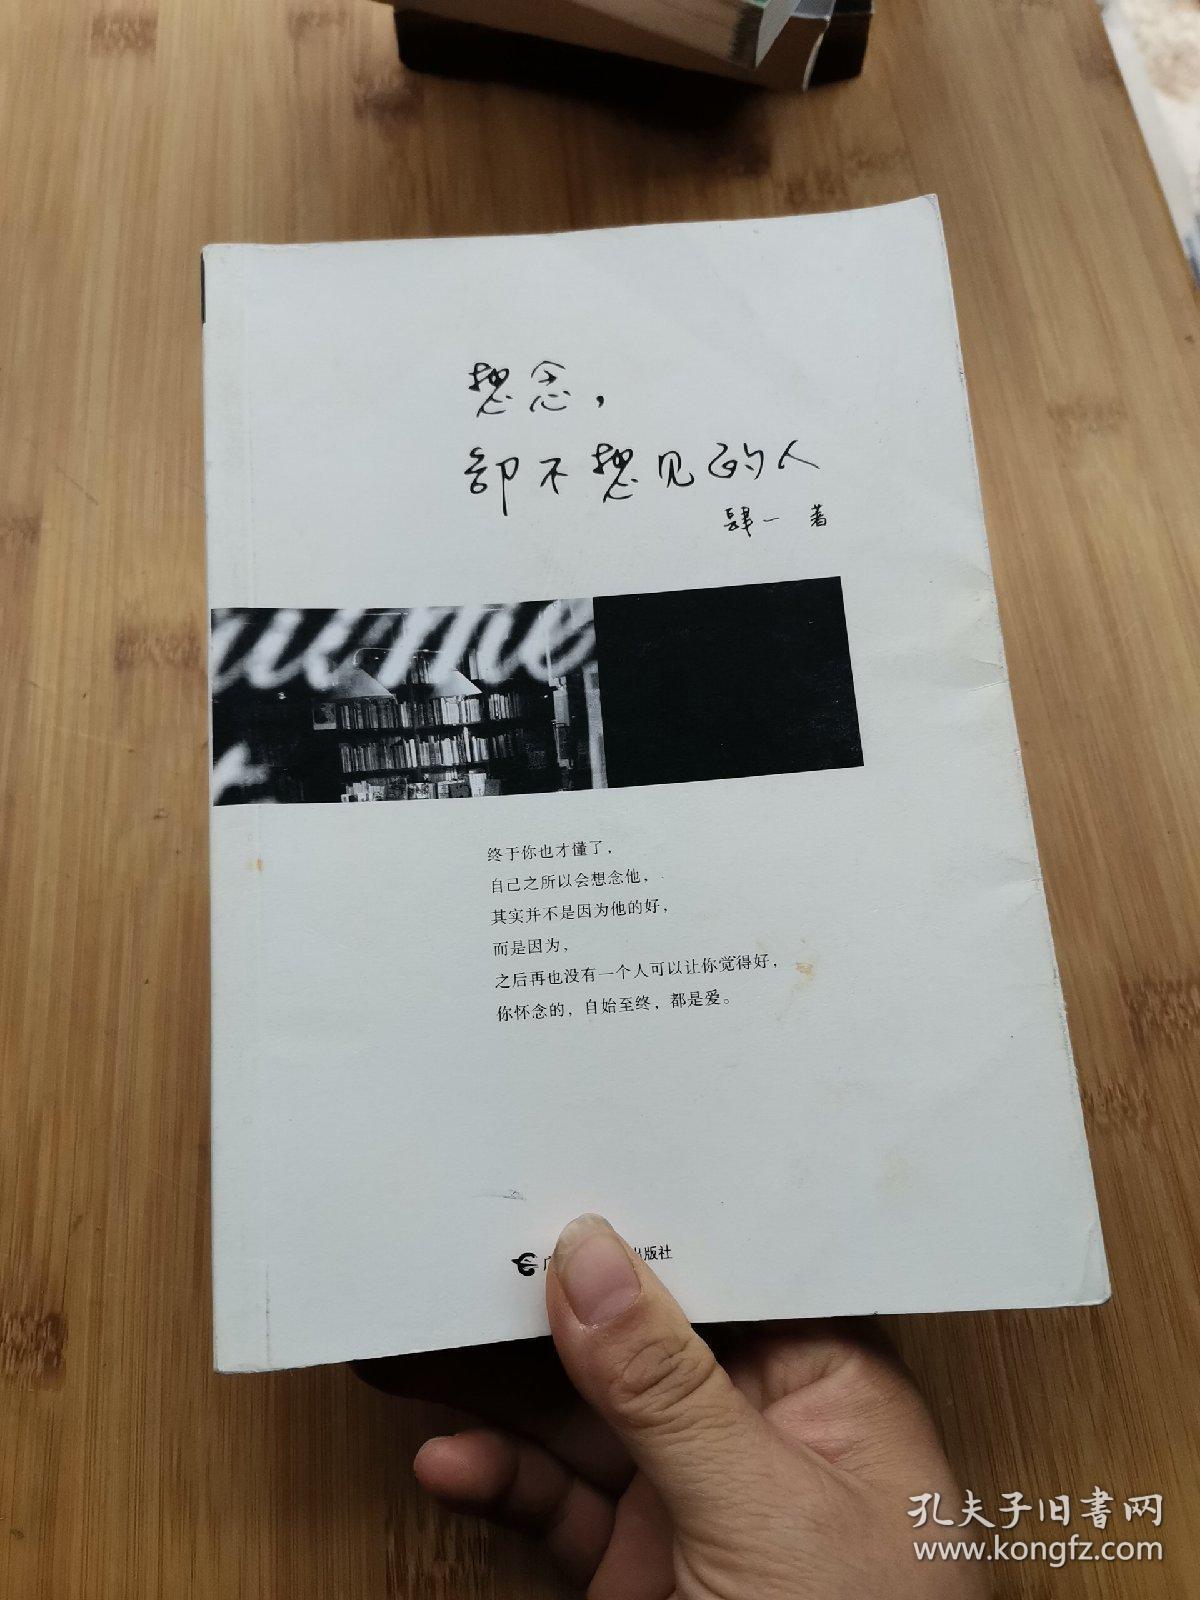 想念，
却不想见的人
肆一 著
me
终于你也才懂了，
自己之所以会想念他，
其实并不是因为他的好，
而是因为，
之后再也没有一个人可以让你觉得好，
你怀念的，自始至终，都是爱。
广 出版社
孔夫子旧书网
www.kongfz.com